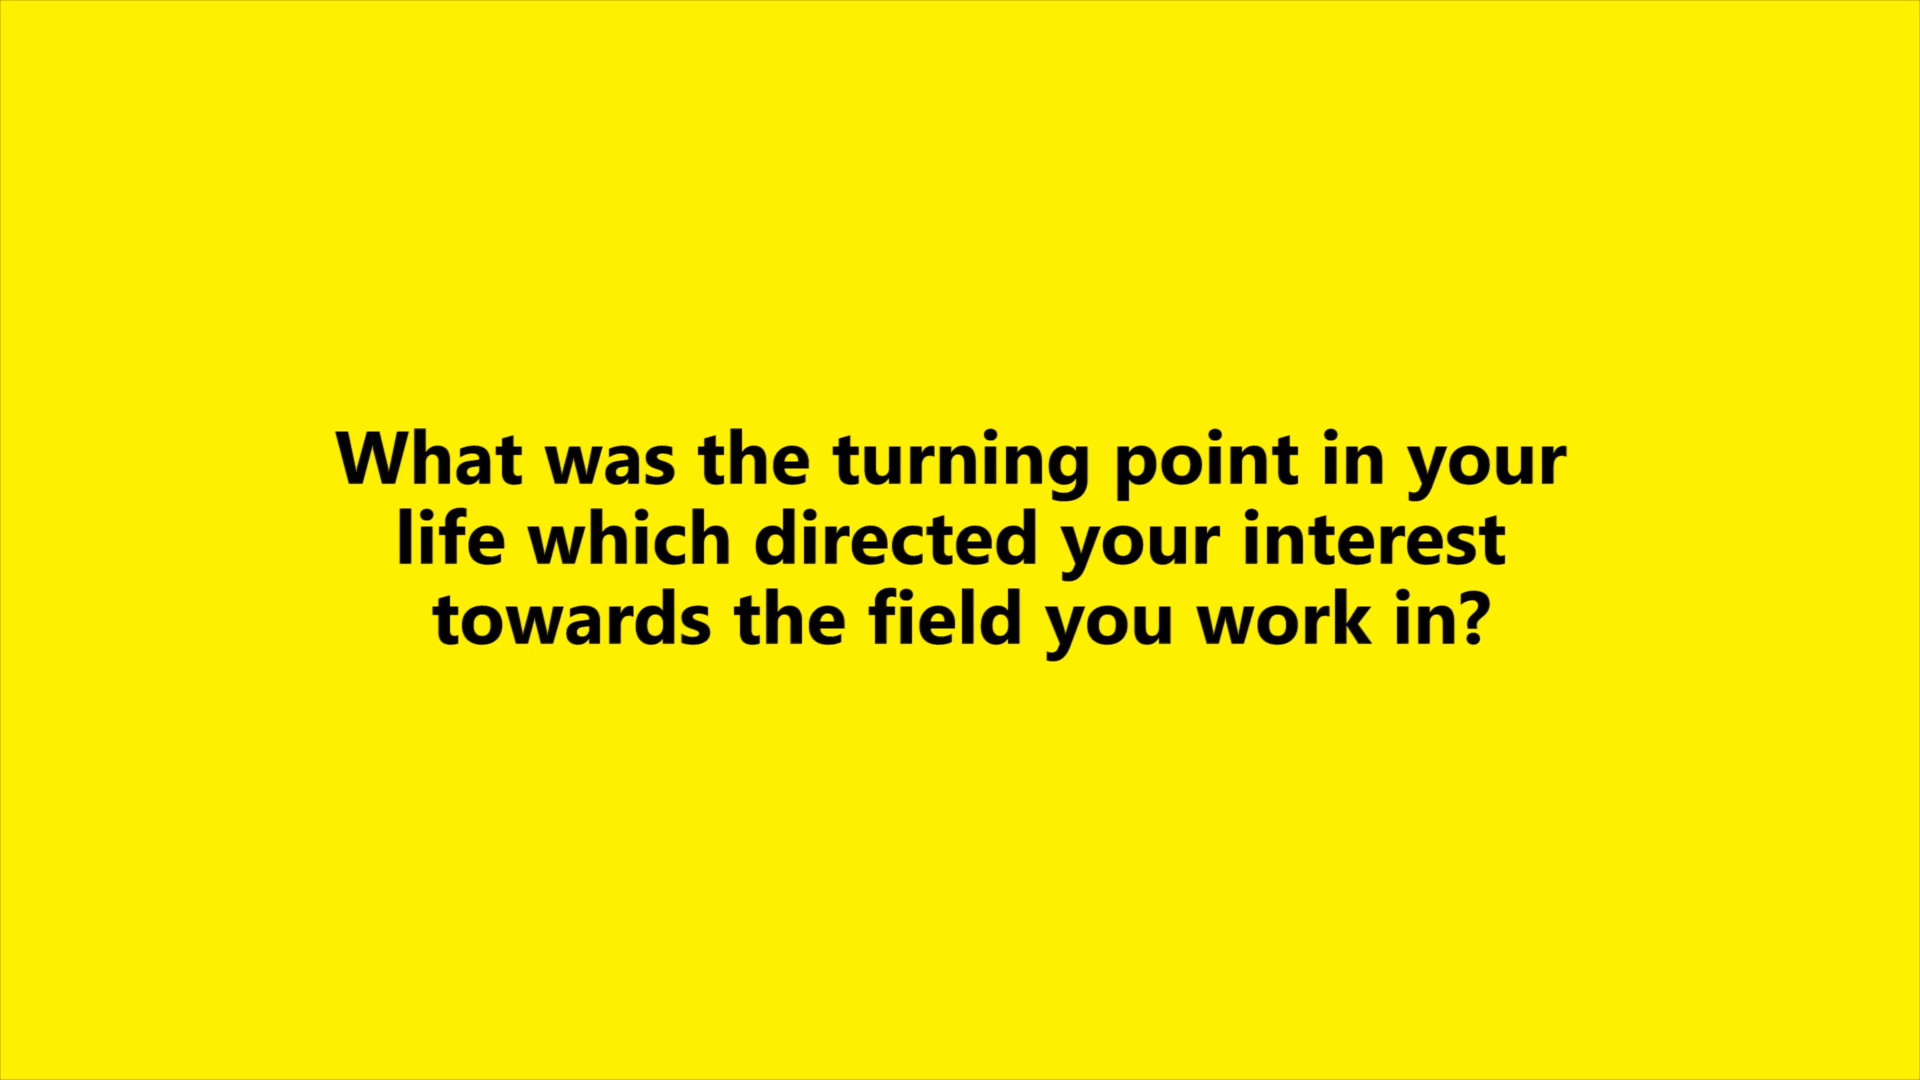 What was the turning point in your
life which directed your interest
towards the field you work in?